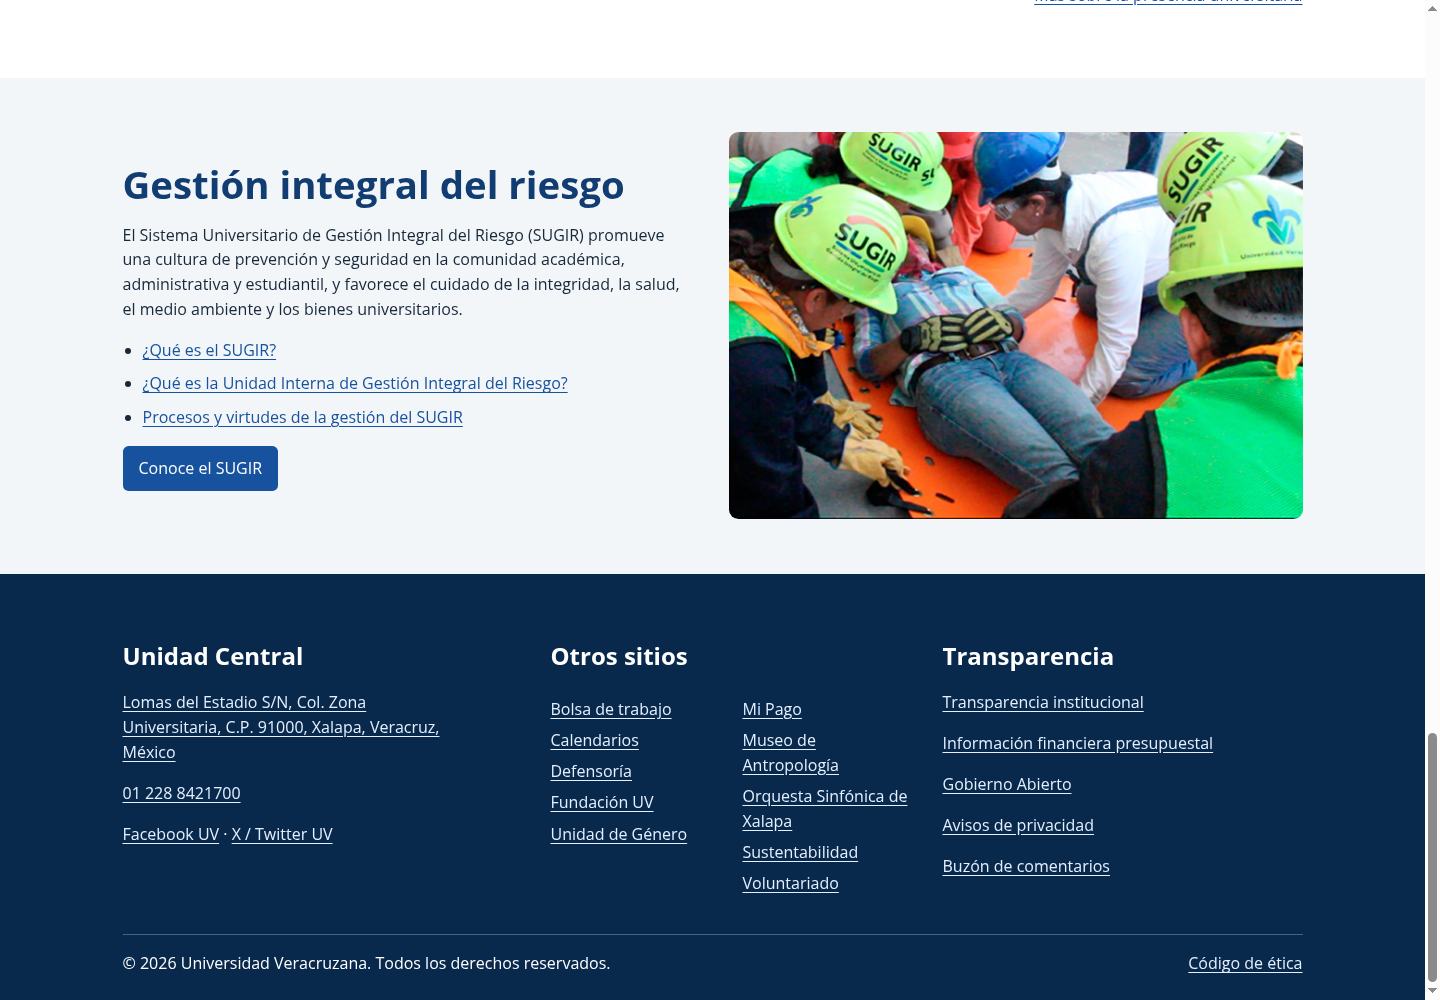 Más sobre la presencia universitaria
Gestión integral del riesgo
El Sistema Universitario de Gestión Integral del Riesgo (SUGIR) promueve
una cultura de prevención y seguridad en la comunidad académica,
administrativa y estudiantil, y favorece el cuidado de la integridad, la salud,
el medio ambiente y los bienes universitarios.
¿Qué es el SUGIR?
¿Qué es la Unidad Interna de Gestión Integral del Riesgo?
Procesos y virtudes de la gestión del SUGIR
Conoce el SUGIR
SUGIR
SUGIR
SUGIR
Unidad Central
Lomas del Estadio S/N, Col. Zona
Universitaria, C.P. 91000, Xalapa, Veracruz,
México
01 228 8421700
Facebook UV · X / Twitter UV
Otros sitios
Bolsa de trabajo
Calendarios
Defensoría
Fundación UV
Unidad de Género
Mi Pago
Museo de
Antropología
Orquesta Sinfónica de
Xalapa
Sustentabilidad
Voluntariado
Transparencia
Transparencia institucional
Información financiera presupuestal
Gobierno Abierto
Avisos de privacidad
Buzón de comentarios
© 2026 Universidad Veracruzana. Todos los derechos reservados.
Código de ética